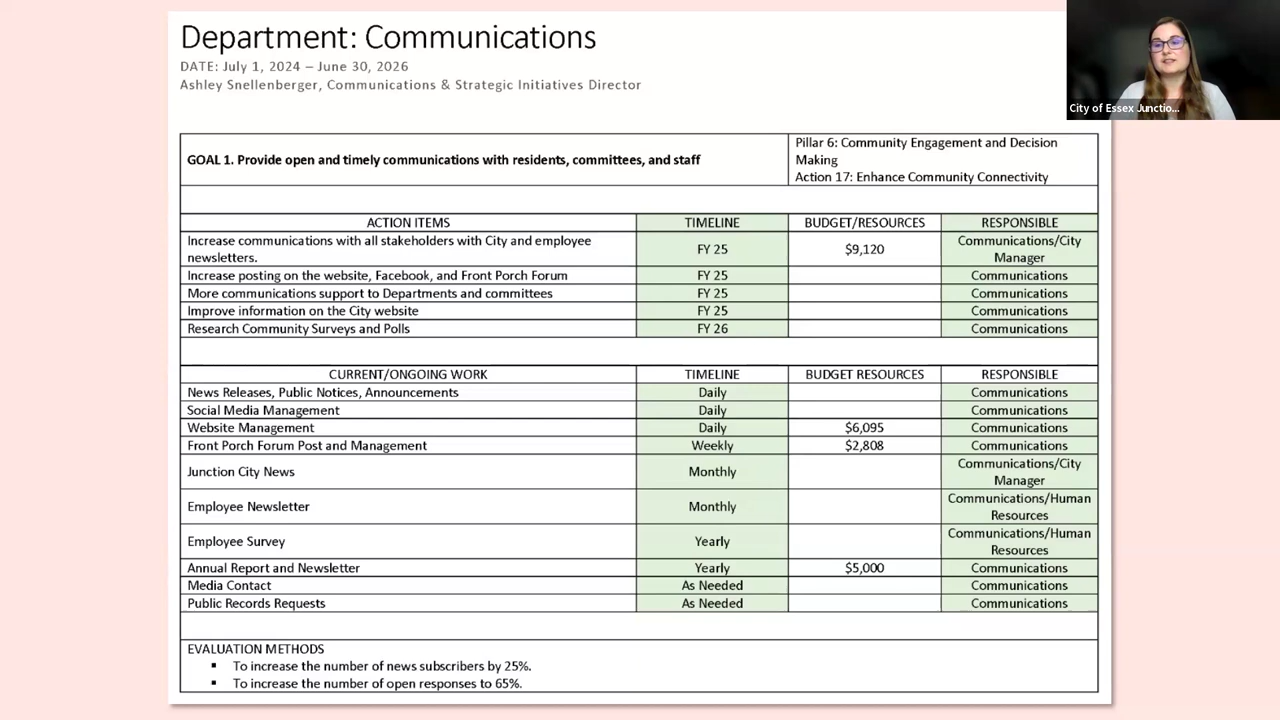 Department: Communications
DATE: July 1, 2024 – June 30, 2026
Ashley Snellenberger, Communications & Strategic Initiatives Director
City of Essex Junctio...
GOAL 1. Provide open and timely communications with residents, committees, and staff
Pillar 6: Community Engagement and Decision
Making
Action 17: Enhance Community Connectivity
ACTION ITEMS TIMELINE BUDGET/RESOURCES RESPONSIBLE
Increase communications with all stakeholders with City and employee
newsletters.
FY 25 $9,120
Communications/City
Manager
Increase posting on the website, Facebook, and Front Porch Forum FY 25 Communications
More communications support to Departments and committees FY 25 Communications
Improve information on the City website FY 25 Communications
Research Community Surveys and Polls FY 26 Communications
CURRENT/ONGOING WORK TIMELINE BUDGET RESOURCES RESPONSIBLE
News Releases, Public Notices, Announcements Daily Communications
Social Media Management Daily Communications
Website Management Daily $6,095 Communications
Front Porch Forum Post and Management Weekly $2,808 Communications
Junction City News Monthly
Communications/City
Manager
Employee Newsletter Monthly
Communications/Human
Resources
Employee Survey Yearly
Communications/Human
Resources
Annual Report and Newsletter Yearly $5,000 Communications
Media Contact As Needed Communications
Public Records Requests As Needed Communications
EVALUATION METHODS
▪ To increase the number of news subscribers by 25%.
▪ To increase the number of open responses to 65%.